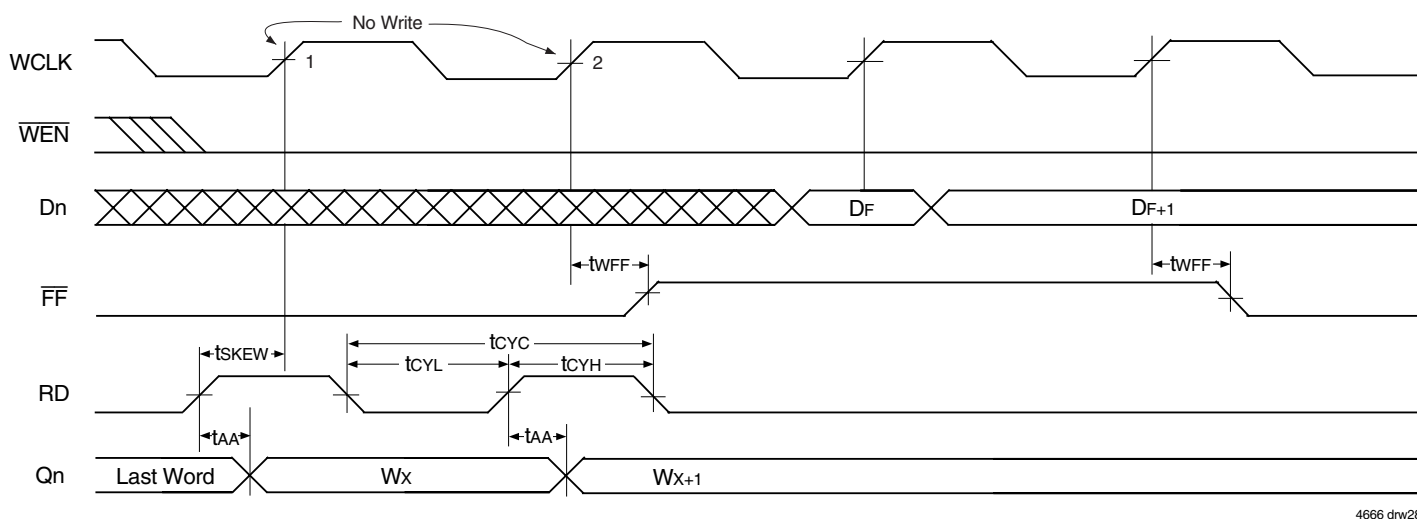 No Write
WCLK 1 2
WEN
Dn DF DF+1
tWFF tWFF
FF
tCYC
tSKEW tCYL tCYH
RD
tAA tAA
Qn Last Word WX WX+1
4666 drw28